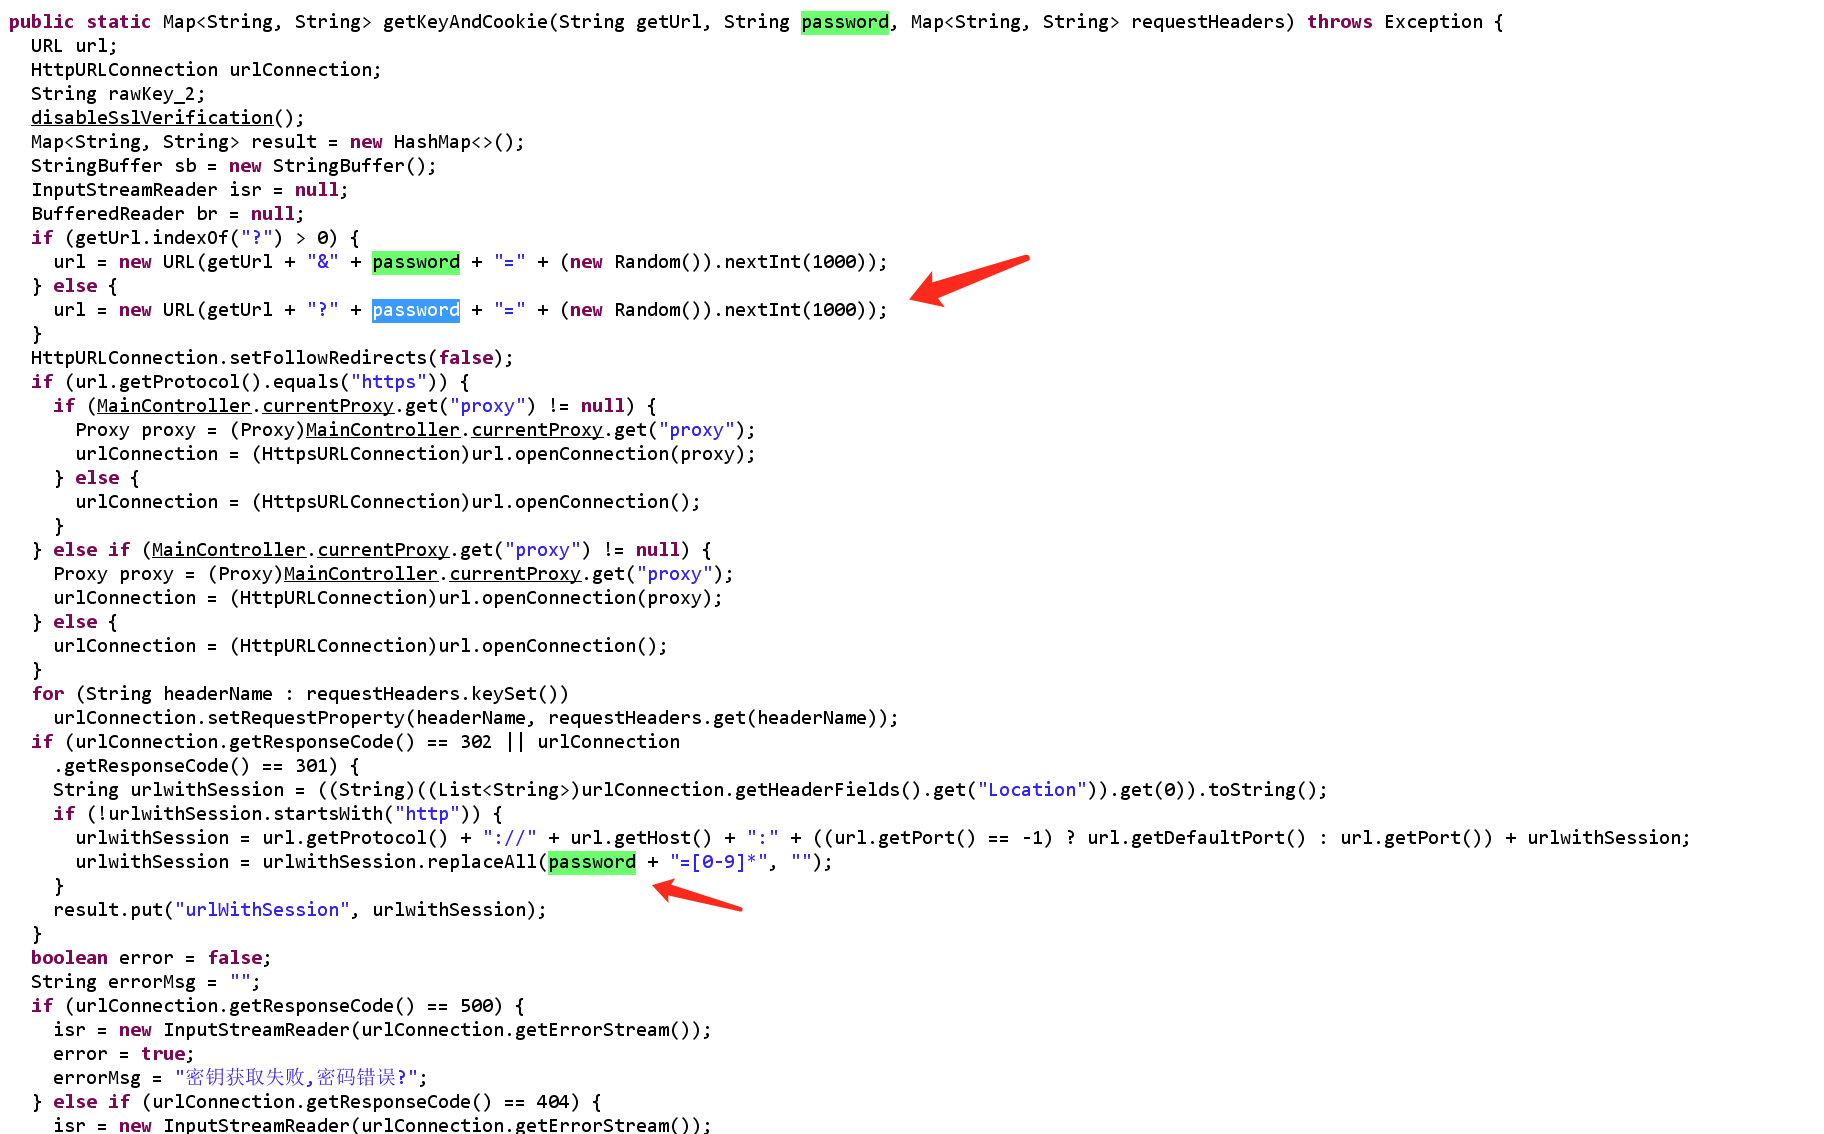 public static Map<String, String> getKeyAndCookie(String getUrl, String password, Map<String, String> requestHeaders) throws Exception {
  URL url;
  HttpURLConnection urlConnection;
  String rawKey_2;
  disableSslVerification();
  Map<String, String> result = new HashMap<>();
  StringBuffer sb = new StringBuffer();
  InputStreamReader isr = null;
  BufferedReader br = null;
  if (getUrl.indexOf("?") > 0) {
    url = new URL(getUrl + "&" + password + "=" + (new Random()).nextInt(1000));
  } else {
    url = new URL(getUrl + "?" + password + "=" + (new Random()).nextInt(1000));
  }
  HttpURLConnection.setFollowRedirects(false);
  if (url.getProtocol().equals("https")) {
    if (MainController.currentProxy.get("proxy") != null) {
      Proxy proxy = (Proxy)MainController.currentProxy.get("proxy");
      urlConnection = (HttpsURLConnection)url.openConnection(proxy);
    } else {
      urlConnection = (HttpsURLConnection)url.openConnection();
    }
  } else if (MainController.currentProxy.get("proxy") != null) {
    Proxy proxy = (Proxy)MainController.currentProxy.get("proxy");
    urlConnection = (HttpURLConnection)url.openConnection(proxy);
  } else {
    urlConnection = (HttpURLConnection)url.openConnection();
  }
  for (String headerName : requestHeaders.keySet())
    urlConnection.setRequestProperty(headerName, requestHeaders.get(headerName));
  if (urlConnection.getResponseCode() == 302 || urlConnection
    .getResponseCode() == 301) {
    String urlwithSession = ((String)((List<String>)urlConnection.getHeaderFields().get("Location")).get(0)).toString();
    if (!urlwithSession.startsWith("http")) {
      urlwithSession = url.getProtocol() + "://" + url.getHost() + ":" + ((url.getPort() == -1) ? url.getDefaultPort() : url.getPort()) + urlwithSession;
      urlwithSession = urlwithSession.replaceAll(password + "=[0-9]*", "");
    }
    result.put("urlWithSession", urlwithSession);
  }
  boolean error = false;
  String errorMsg = "";
  if (urlConnection.getResponseCode() == 500) {
    isr = new InputStreamReader(urlConnection.getErrorStream());
    error = true;
    errorMsg = "密钥获取失败,密码错误?";
  } else if (urlConnection.getResponseCode() == 404) {
    isr = new InputStreamReader(urlConnection.getErrorStream());